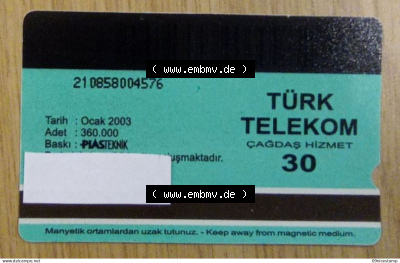 ( www.embmv.de )
210858004576
TÜRK
TELEKOM
ÇAĞDAŞ HİZMET
30
Tarih : Ocak 2003
Adet : 360.000
Baskı : PLASTEKNİK
uşmaktadır.
( www.embmv.de )
Manyetik ortamlardan uzak tutunuz. - Keep away from magnetic medium.